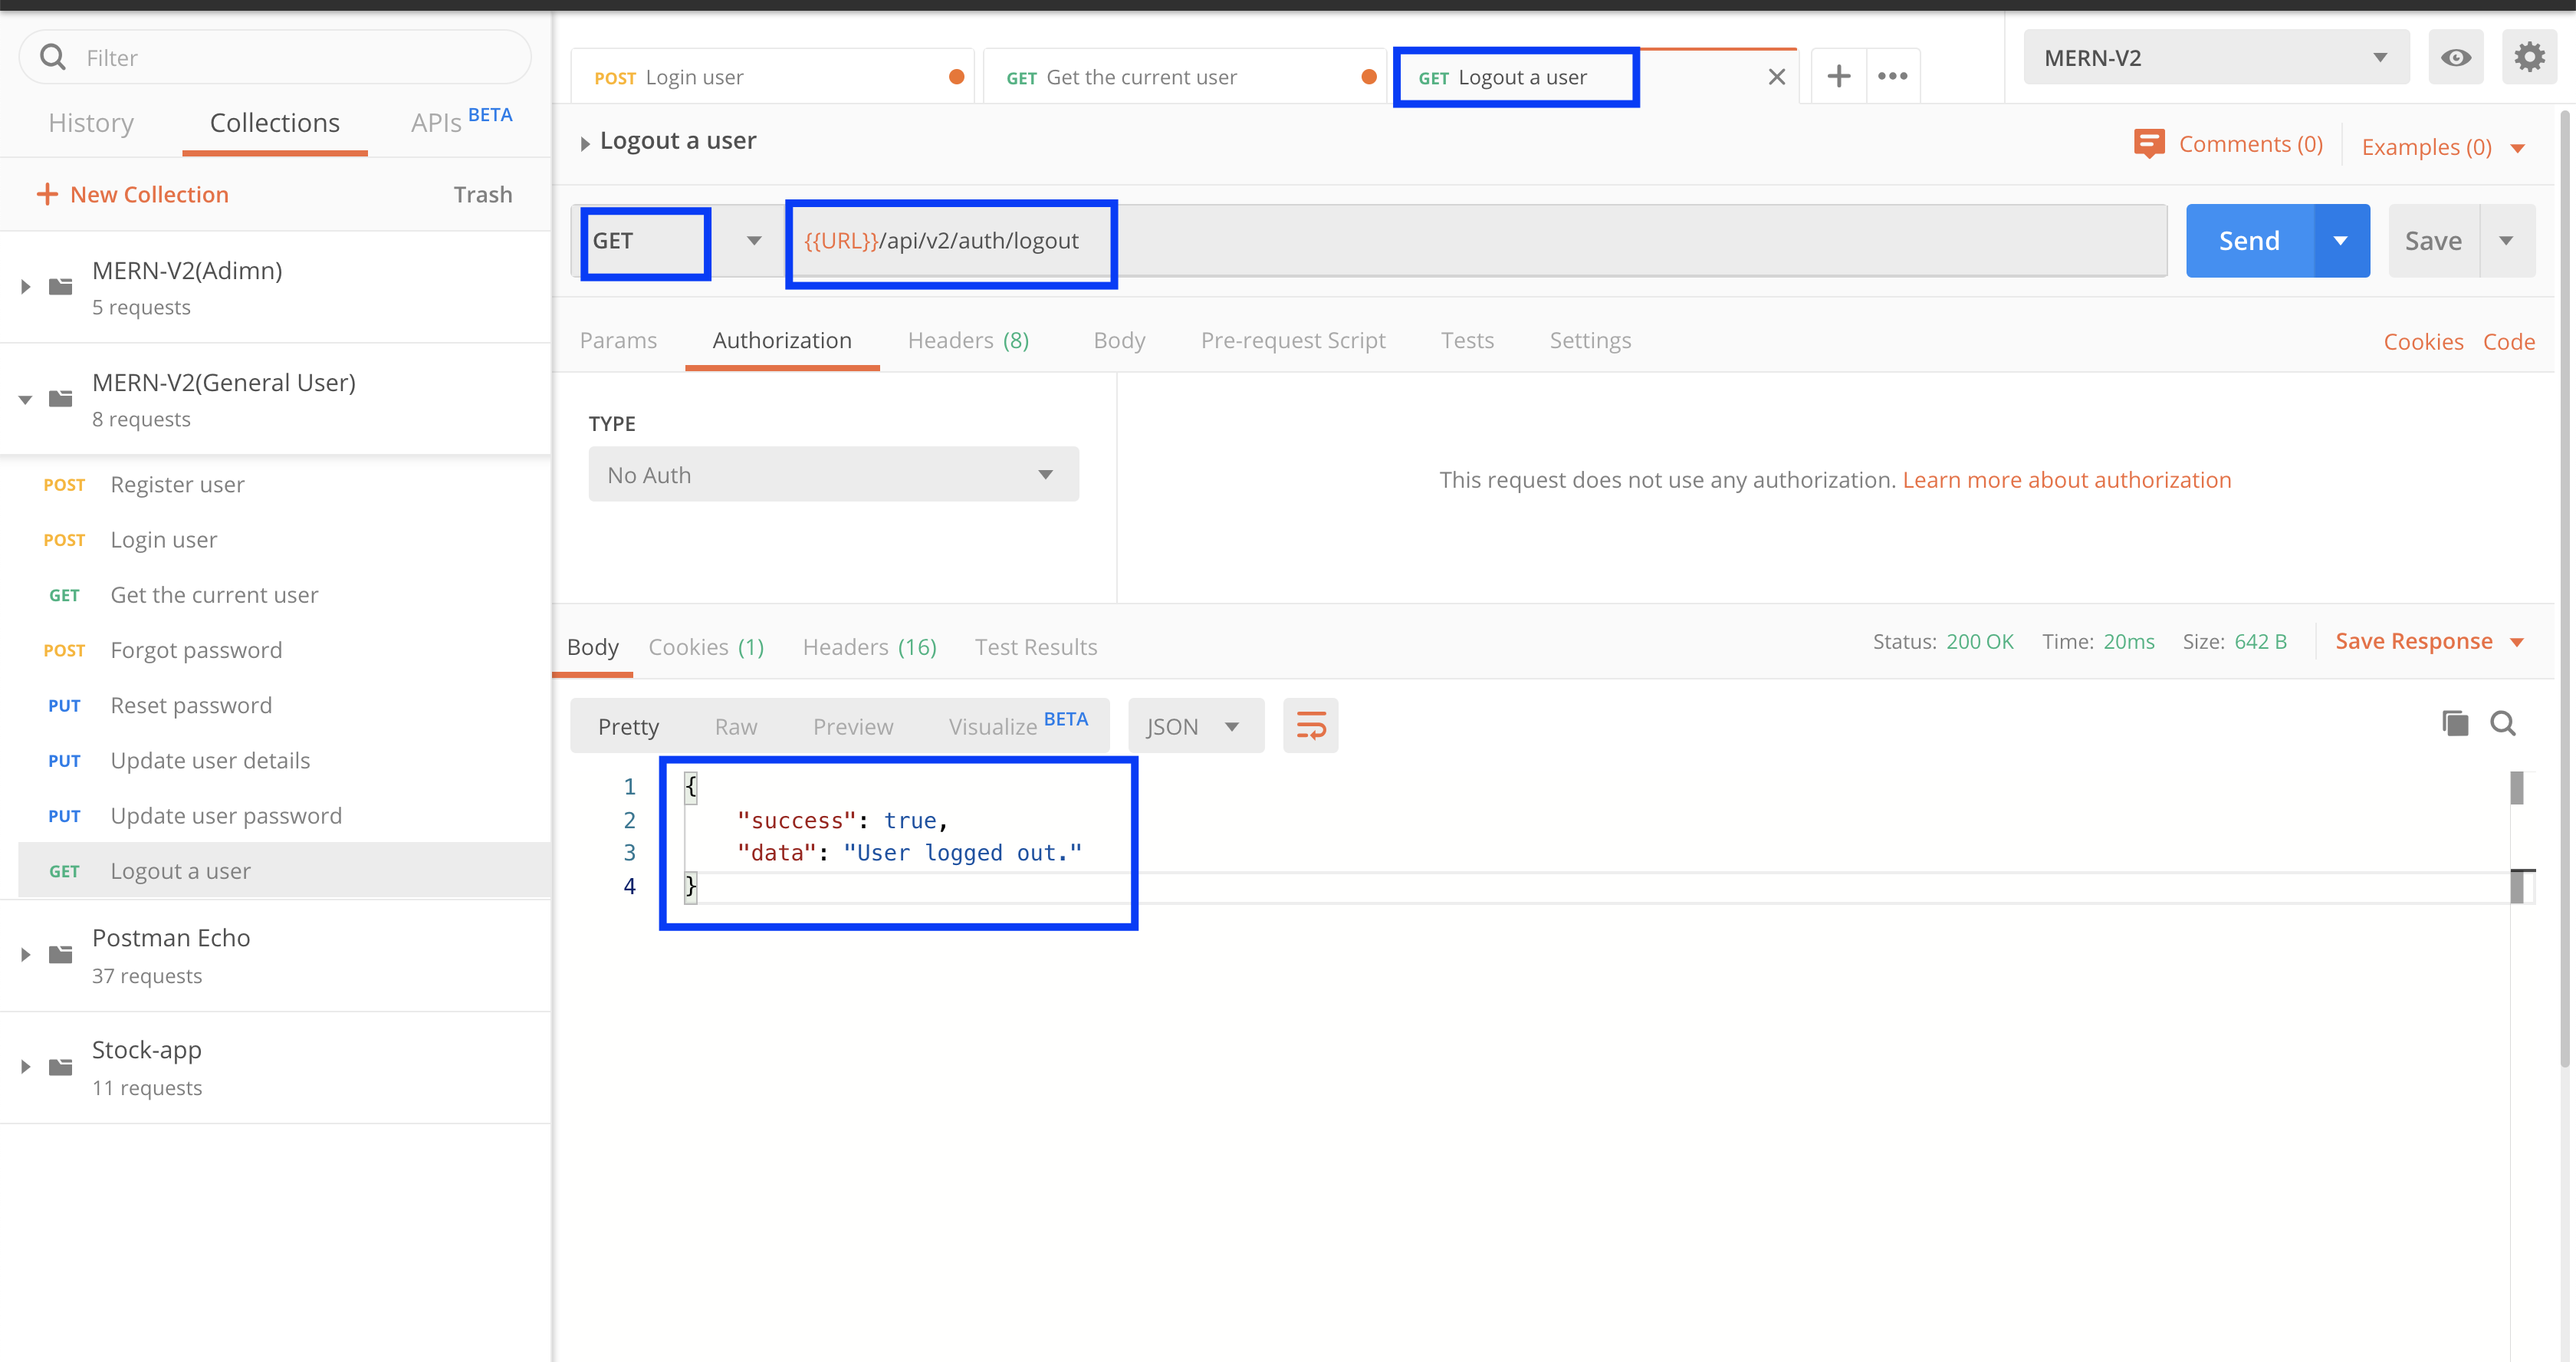 Filter
History
Collections
APIs BETA
+ New Collection
Trash
MERN-V2(Adimn)
5 requests
MERN-V2(General User)
8 requests
POST Register user
POST Login user
GET Get the current user
POST Forgot password
PUT Reset password
PUT Update user details
PUT Update user password
GET Logout a user
Postman Echo
37 requests
Stock-app
11 requests
POST Login user
GET Get the current user
GET Logout a user
MERN-V2
Logout a user
Comments (0)
Examples (0)
GET
{{URL}}/api/v2/auth/logout
Send
Save
Params
Authorization
Headers (8)
Body
Pre-request Script
Tests
Settings
Cookies
Code
TYPE
No Auth
This request does not use any authorization. Learn more about authorization
Body
Cookies (1)
Headers (16)
Test Results
Status: 200 OK
Time: 20ms
Size: 642 B
Save Response
Pretty
Raw
Preview
Visualize BETA
JSON
1 {
2 "success": true,
3 "data": "User logged out."
4 }